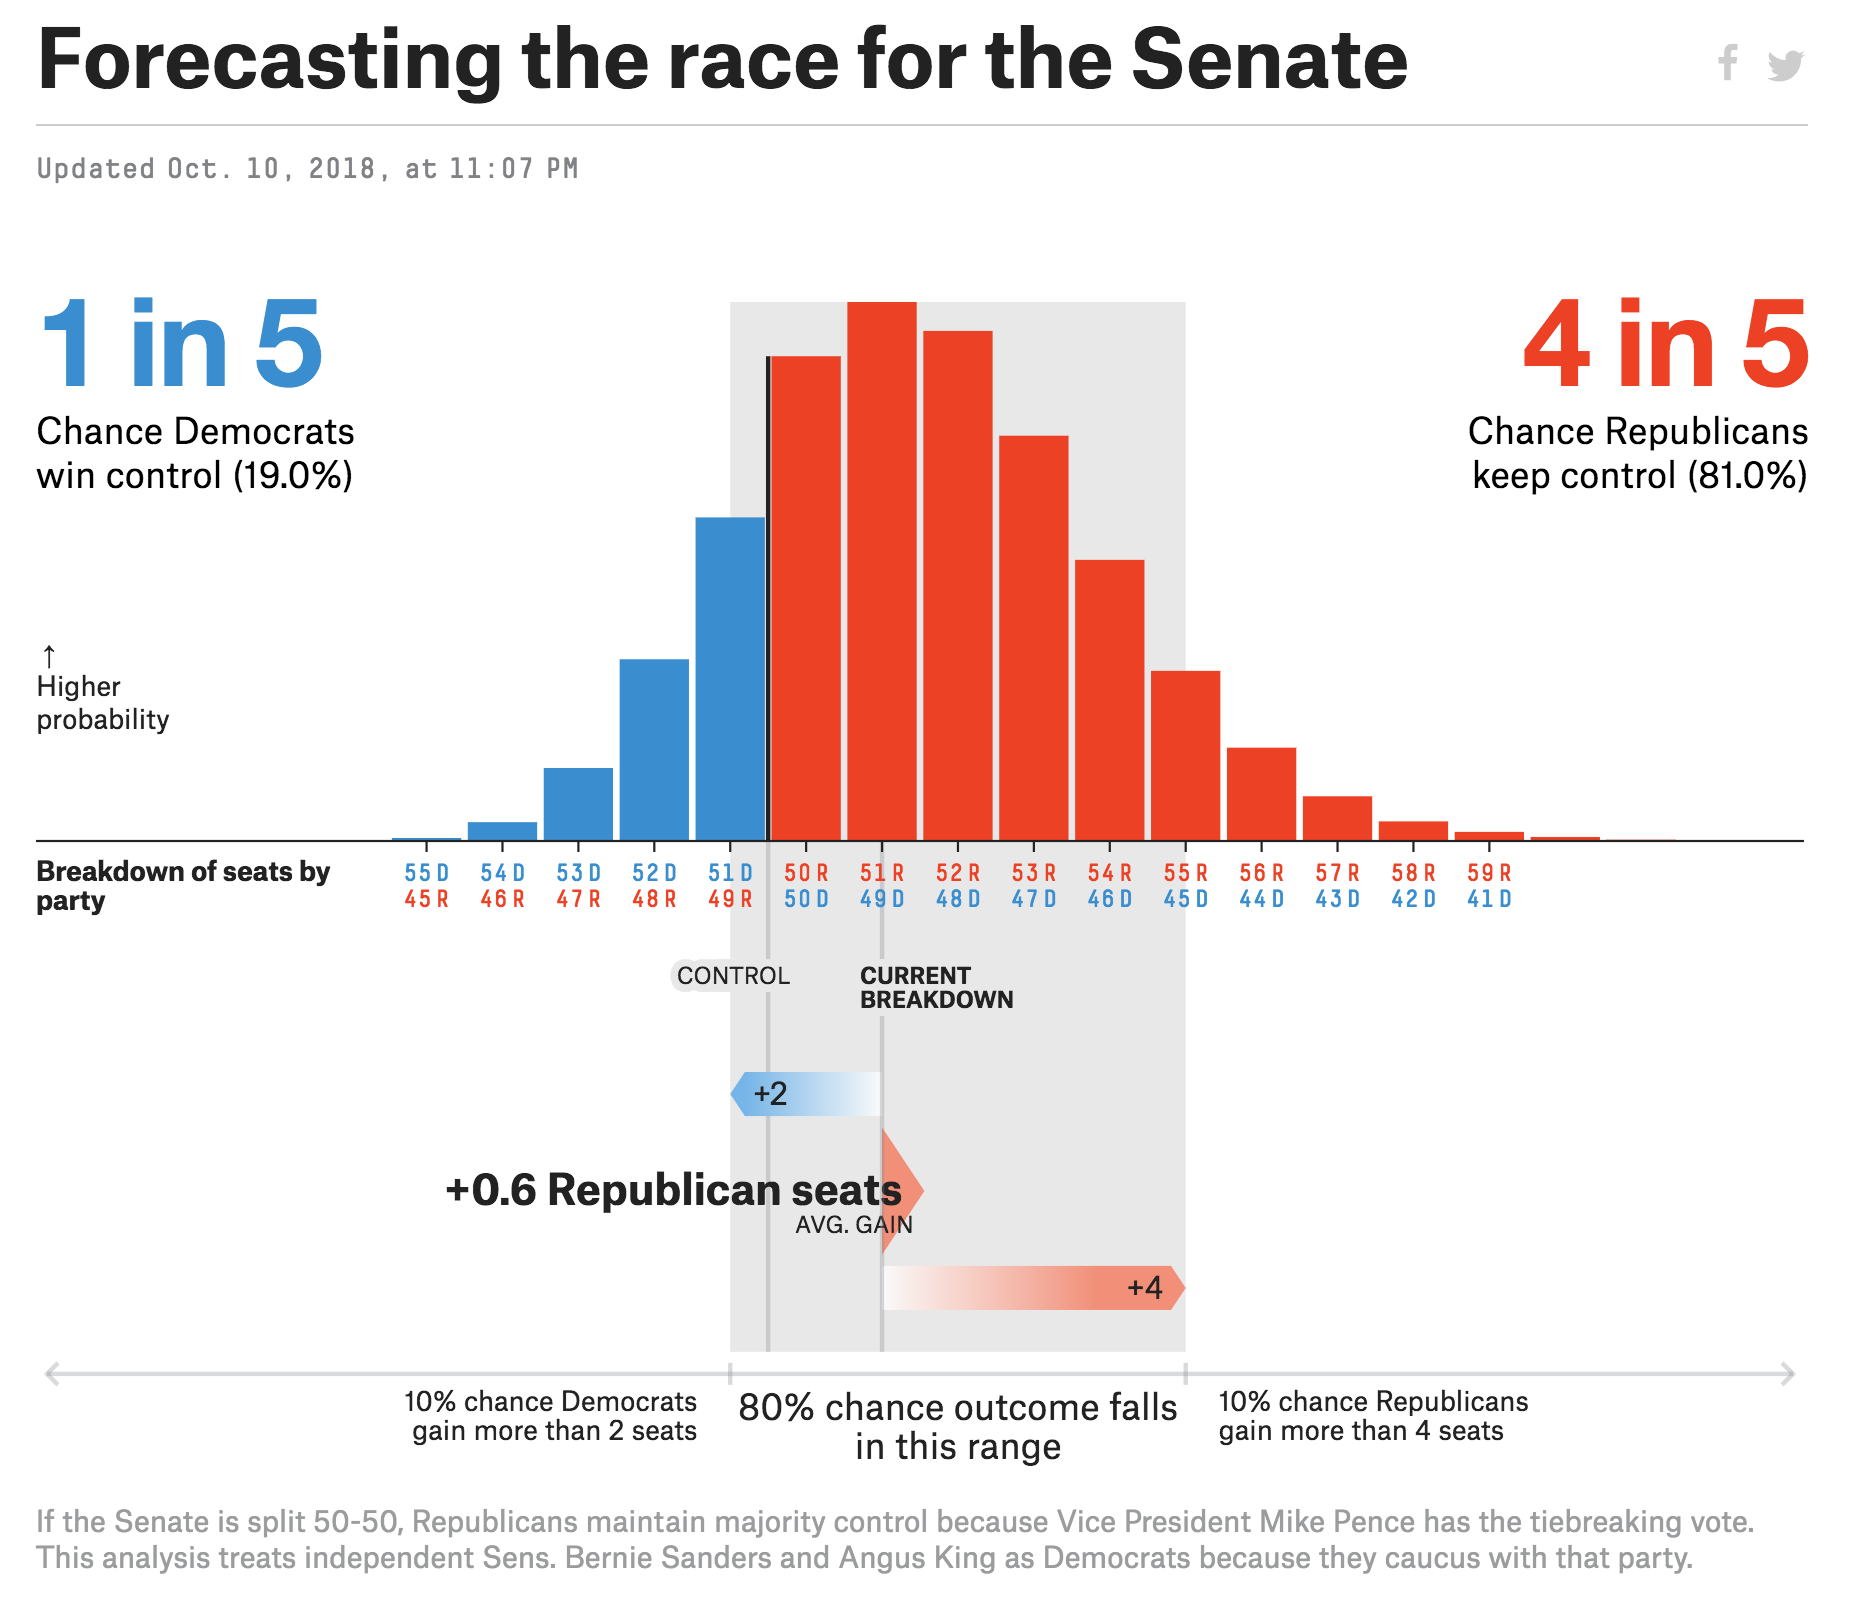 Forecasting the race for the Senate
Updated Oct. 10, 2018, at 11:07 PM
1 in 5
Chance Democrats
win control (19.0%)
4 in 5
Chance Republicans
keep control (81.0%)
↑
Higher
probability
Breakdown of seats by
party
55 D 54 D 53 D 52 D 51 D 50 R 51 R 52 R 53 R 54 R 55 R 56 R 57 R 58 R 59 R
45 R 46 R 47 R 48 R 49 R 50 D 49 D 48 D 47 D 46 D 45 D 44 D 43 D 42 D 41 D
CONTROL
CURRENT
BREAKDOWN
+2
+0.6 Republican seats
AVG. GAIN
+4
10% chance Democrats
gain more than 2 seats
80% chance outcome falls
in this range
10% chance Republicans
gain more than 4 seats
If the Senate is split 50-50, Republicans maintain majority control because Vice President Mike Pence has the tiebreaking vote.
This analysis treats independent Sens. Bernie Sanders and Angus King as Democrats because they caucus with that party.